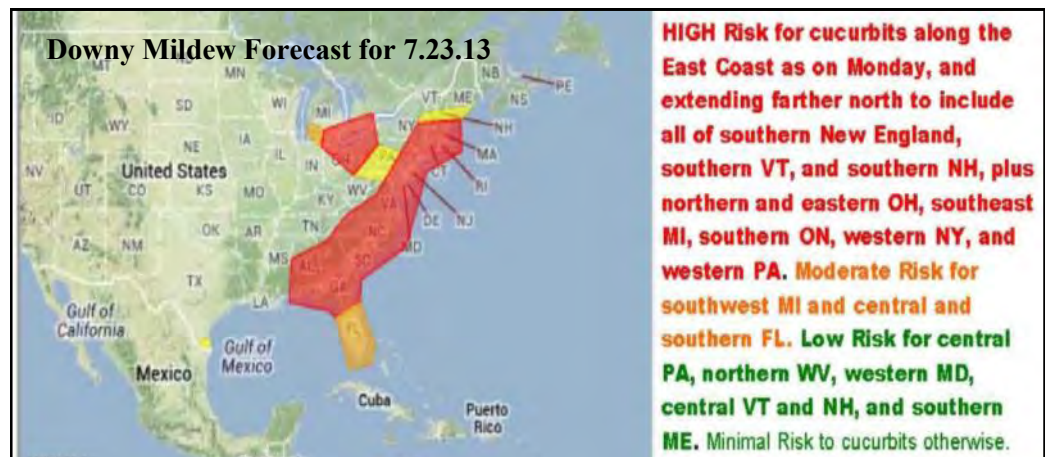 Downy Mildew Forecast for 7.23.13
MT
MN
NB
PE
ID
SD
WI
MI
VT
ME
NS
WY
NY
NH
IA
NE
IL
IN
OH
PA
MA
NV
United States
CT
RI
UT
CO
KS
MO
WV
VA
KY
DE
NJ
OK
AR
TN
NC
MD
AZ
NM
MS
AL
SC
GA
TX
LA
Gulf of
California
FL
Gulf of
Mexico
Mexico
Cuba
Puerto
Rico
HIGH Risk for cucurbits along the
East Coast as on Monday, and
extending farther north to include
all of southern New England,
southern VT, and southern NH, plus
northern and eastern OH, southeast
MI, southern ON, western NY, and
western PA. Moderate Risk for
southwest MI and central and
southern FL. Low Risk for central
PA, northern WV, western MD,
central VT and NH, and southern
ME. Minimal Risk to cucurbits otherwise.